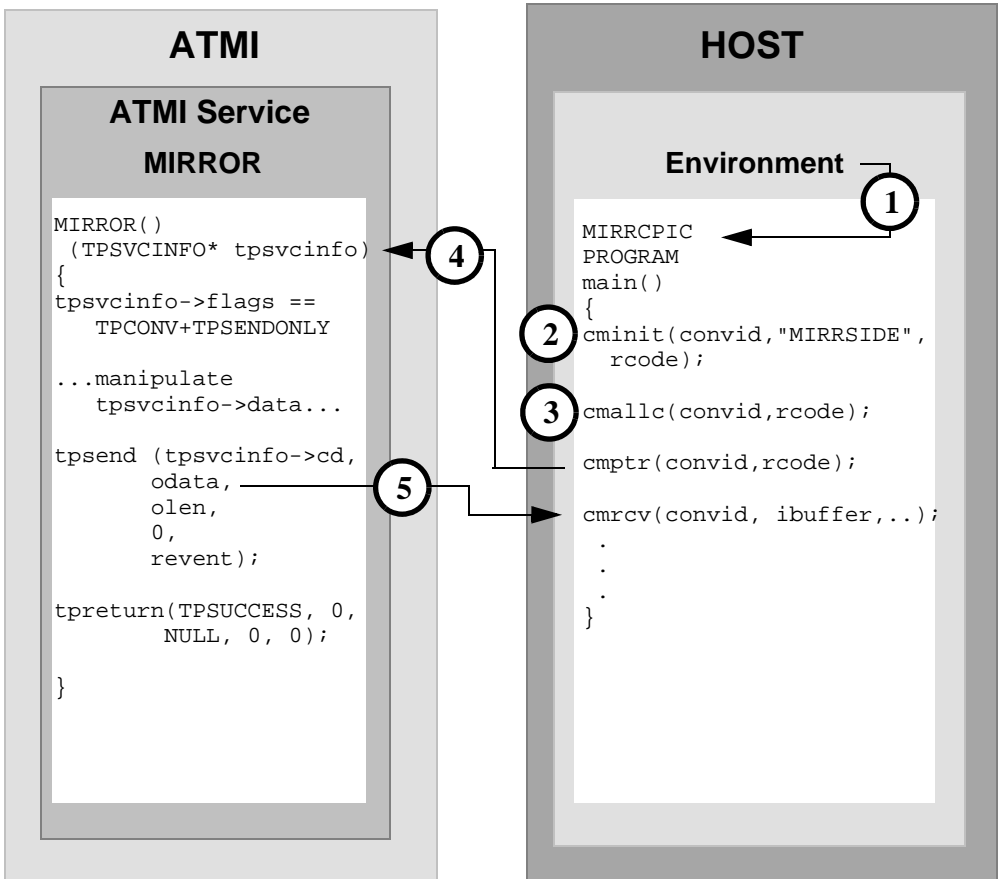 ATMI
ATMI Service
MIRROR
MIRROR()
(TPSVCINFO* tpsvcinfo)
{
tpsvcinfo->flags ==
TPCONV+TPSENDONLY
...manipulate
tpsvcinfo->data...
tpsend (tpsvcinfo->cd,
odata,
olen,
0,
revent);
tpreturn(TPSUCCESS, 0,
NULL, 0, 0);
}
4
5
HOST
Environment
1
MIRRCPIC
PROGRAM
main()
{
2
cminit(convid,"MIRRSIDE",
rcode);
3
cmallc(convid,rcode);
cmptr(convid,rcode);
cmrcv(convid, ibuffer,..);
.
.
.
}